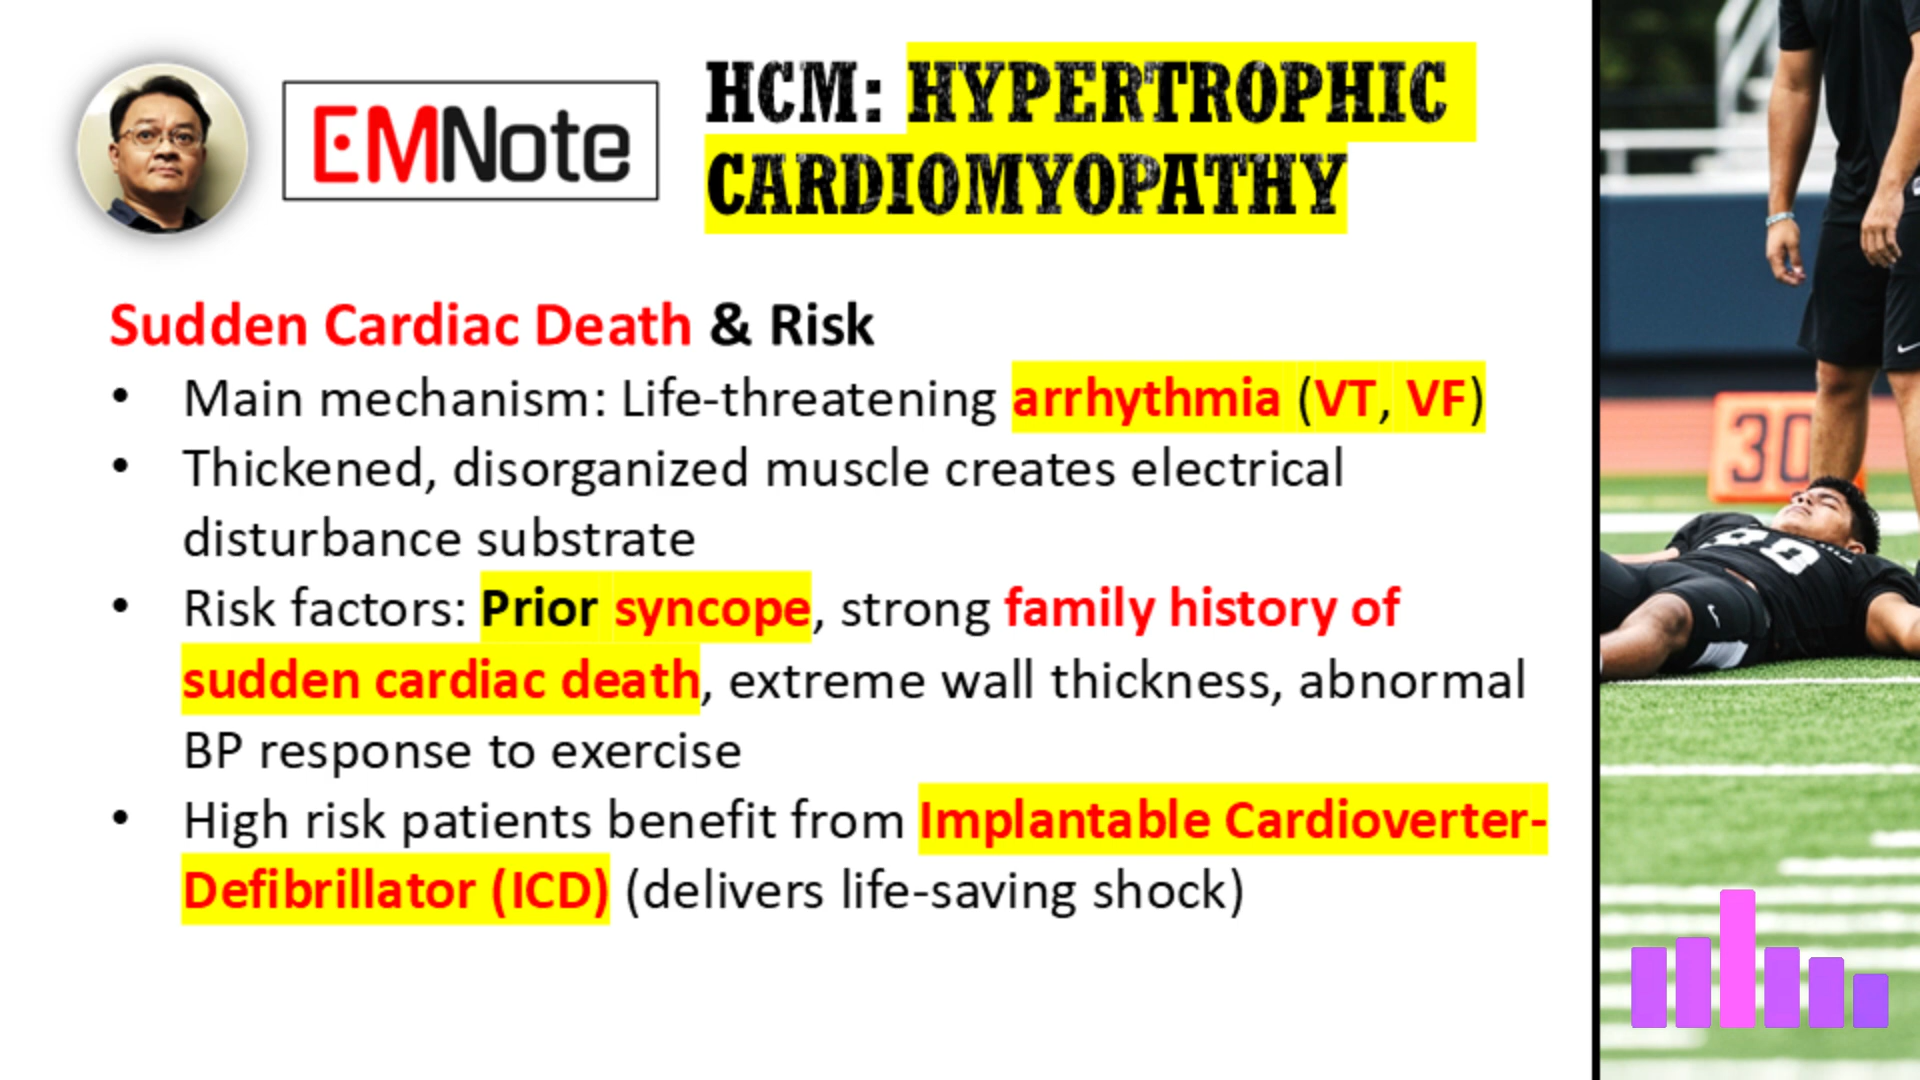 EMNote
HCM: HYPERTROPHIC
CARDIOMYOPATHY
Sudden Cardiac Death & Risk
• Main mechanism: Life-threatening arrhythmia (VT, VF)
• Thickened, disorganized muscle creates electrical
disturbance substrate
• Risk factors: Prior syncope, strong family history of
sudden cardiac death, extreme wall thickness, abnormal
BP response to exercise
• High risk patients benefit from Implantable Cardioverter-
Defibrillator (ICD) (delivers life-saving shock)
30